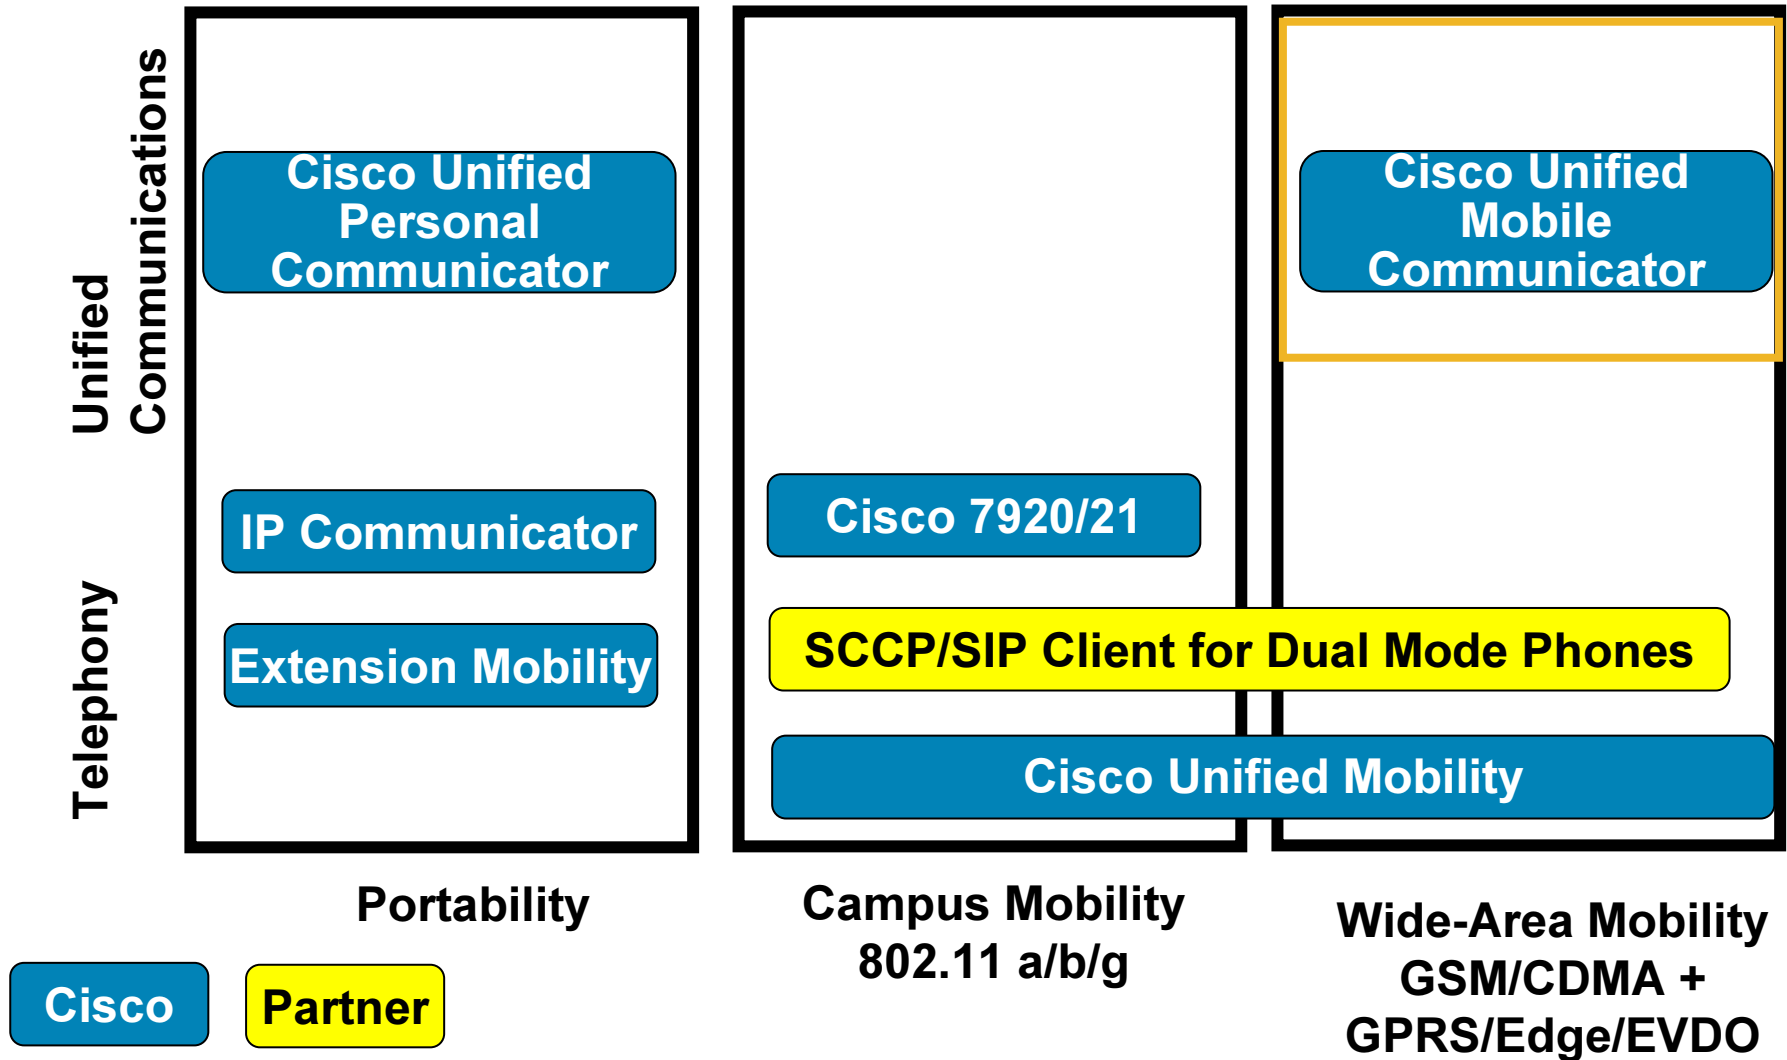 Unified
Communications
Cisco Unified
Personal
Communicator
Cisco Unified
Mobile
Communicator
Telephony
IP Communicator
Cisco 7920/21
Extension Mobility
SCCP/SIP Client for Dual Mode Phones
Cisco Unified Mobility
Portability
Campus Mobility
802.11 a/b/g
Wide-Area Mobility
GSM/CDMA +
GPRS/Edge/EVDO
Cisco
Partner